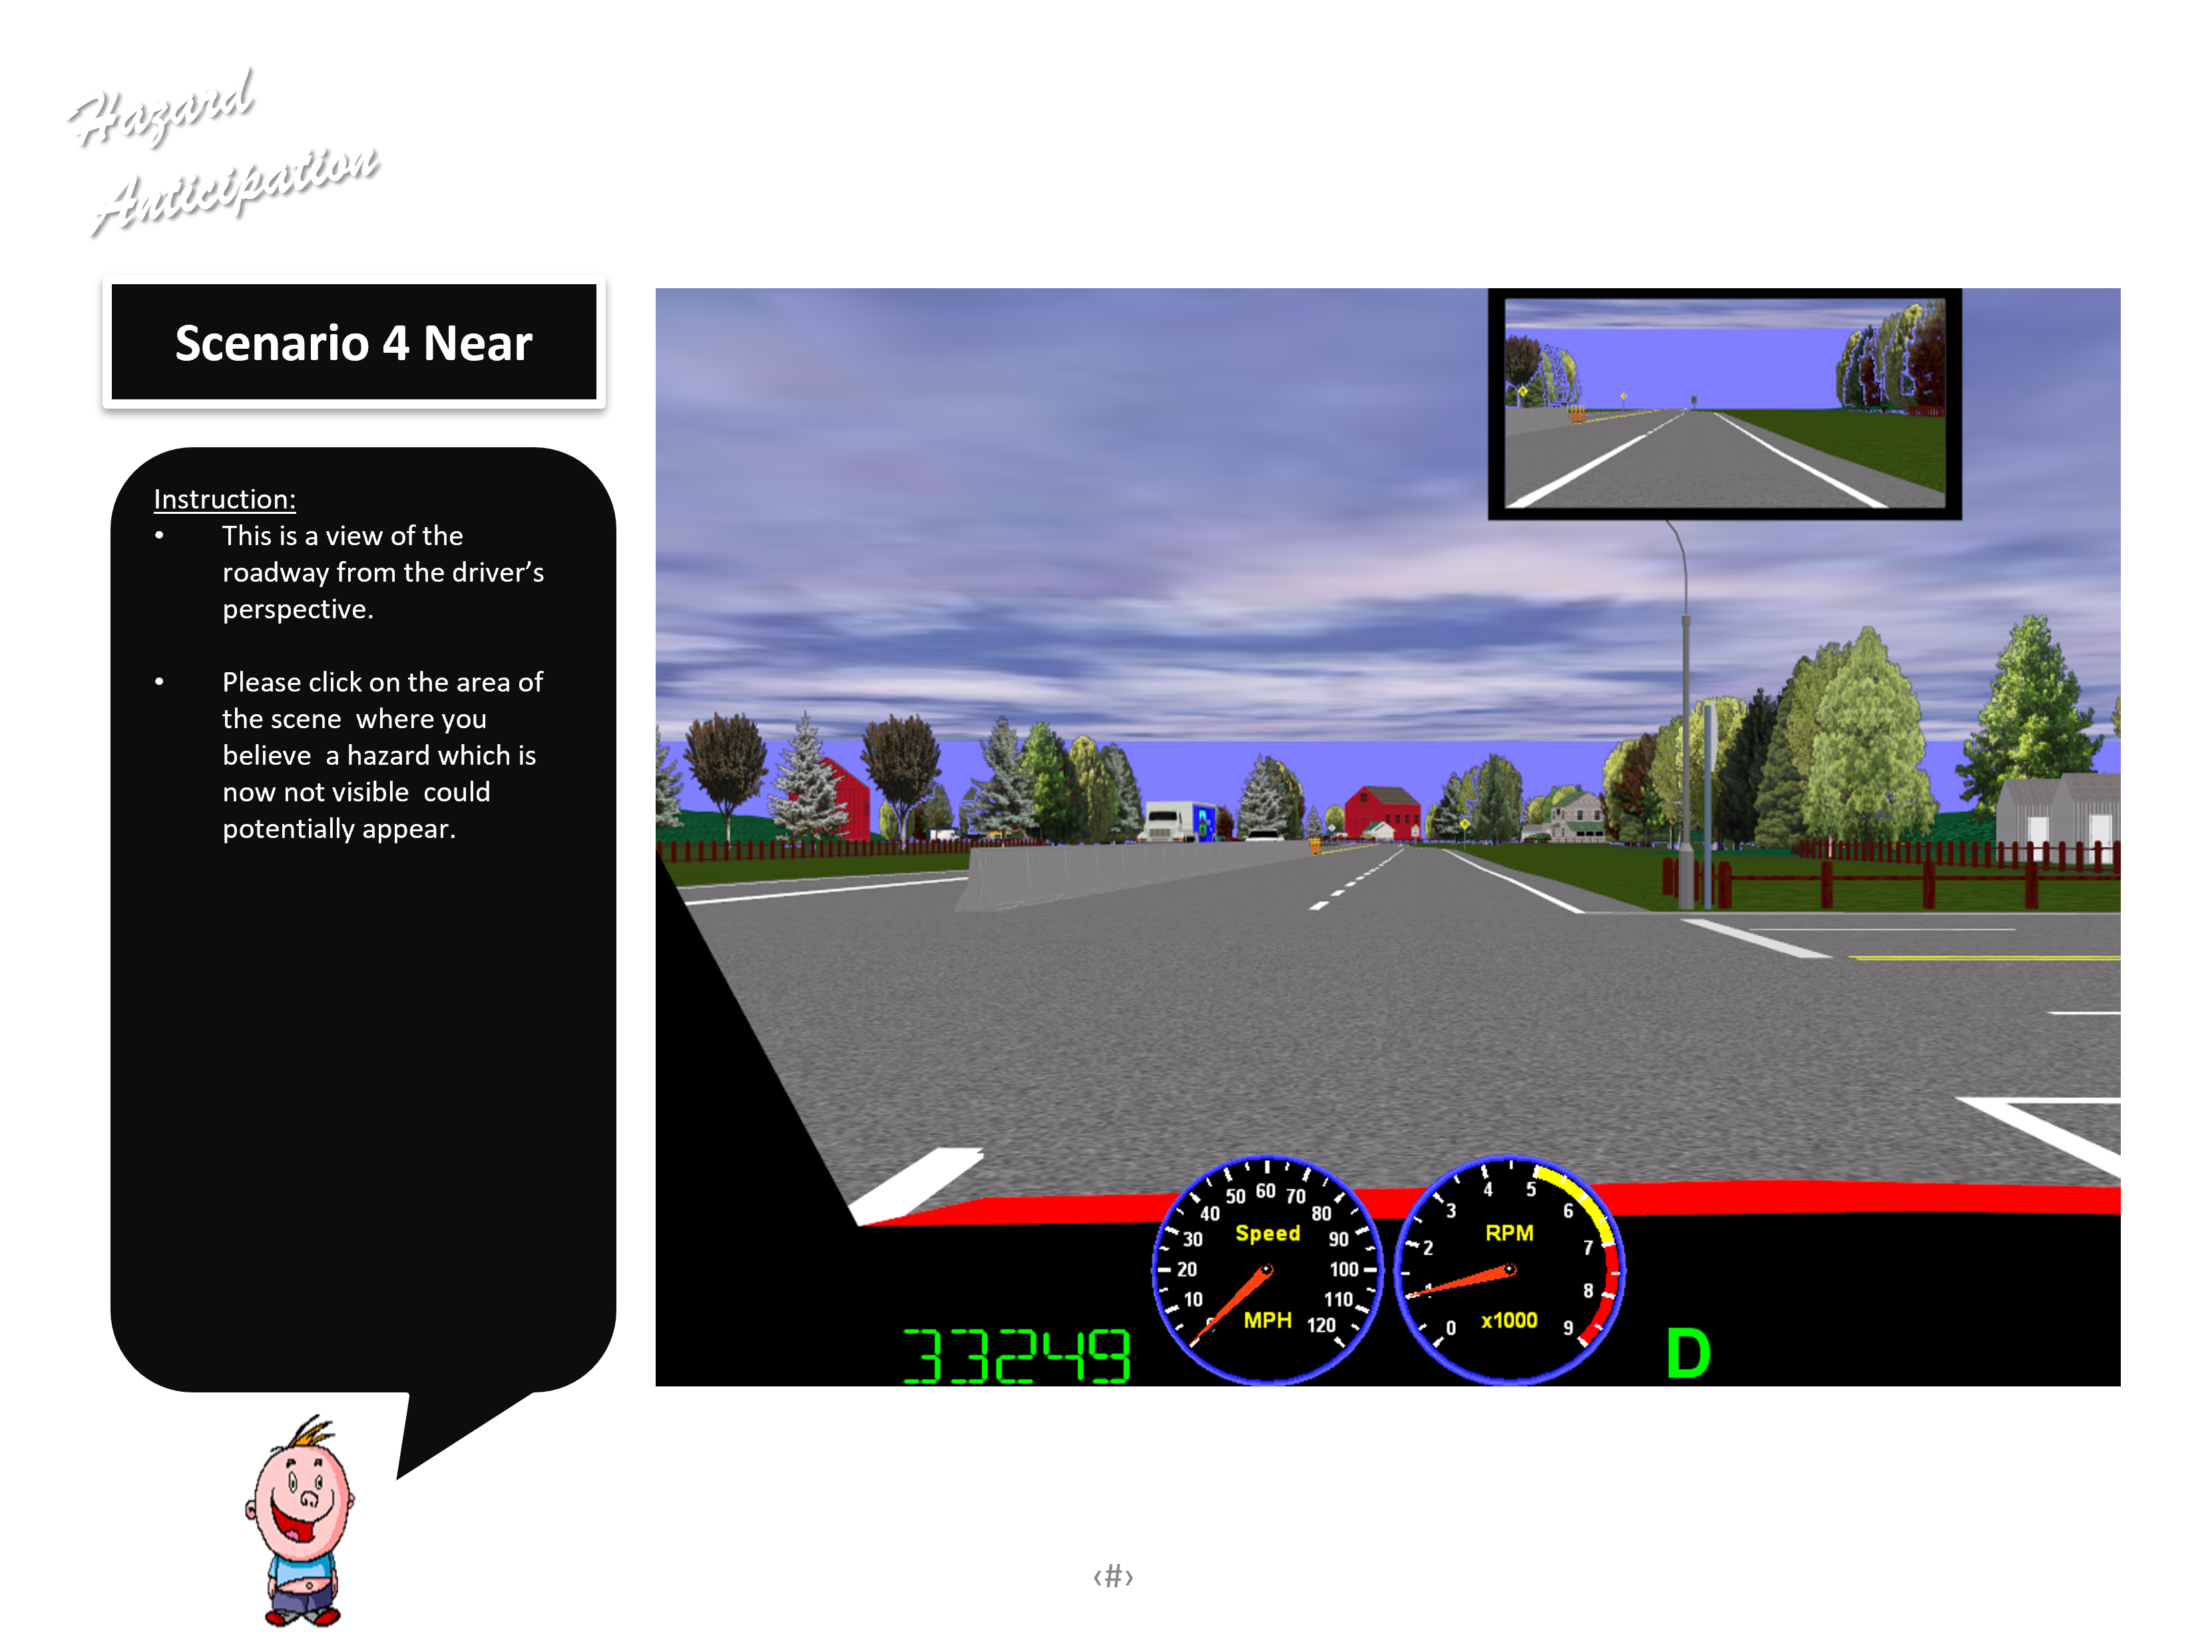 Hazard
Anticipation
Scenario 4 Near
Instruction:
• This is a view of the
roadway from the driver’s
perspective.
• Please click on the area of
the scene where you
believe a hazard which is
now not visible could
potentially appear.
0 10 20 30 40 50 60 70 80 90 100 110 120
Speed
MPH
0 1 2 3 4 5 6 7 8 9
RPM
x1000
33249
D
‹#›